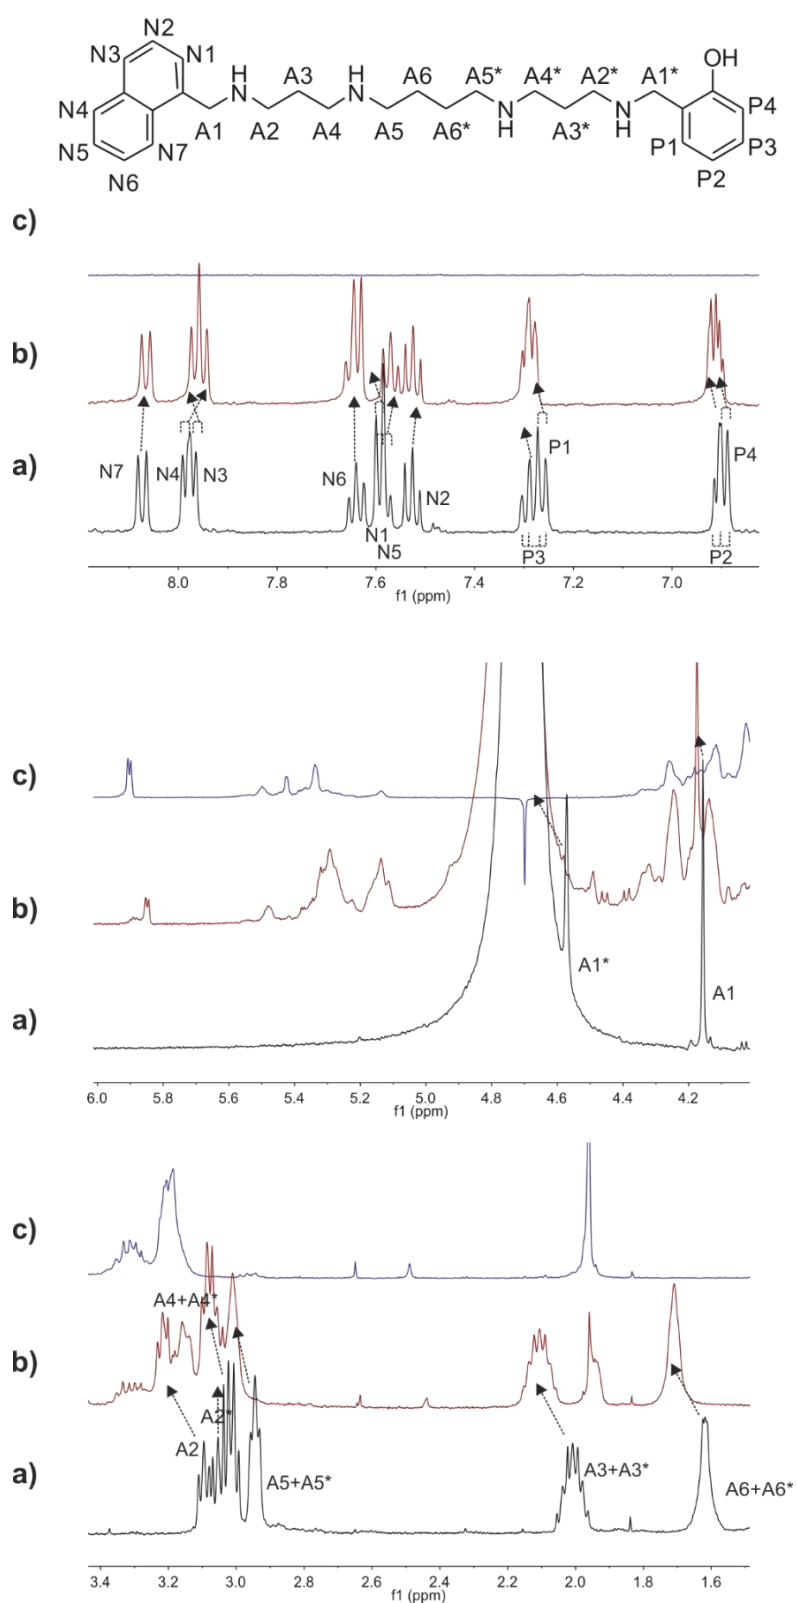 N2
N3 N1
H A3 H A6 A5* A4* A2* A1* OH
N N
N4 P4
N5 N7 A1 A2 A4 A5 A6* N H A3* N H P1 P3
N6 P2
c)
b)
a)
N7 N4 N3 N6 N1 N5 N2 P1 P3 P4 P2
8.0 7.8 7.6 7.4 7.2 7.0
f1 (ppm)
c)
b)
a)
A1*
A1
6.0 5.8 5.6 5.4 5.2 5.0 4.8 4.6 4.4 4.2
f1 (ppm)
c)
A4+A4*
b)
A2*
A2
a)
A5+A5*
A3+A3*
A6+A6*
3.4 3.2 3.0 2.8 2.6 2.4 2.2 2.0 1.8 1.6
f1 (ppm)